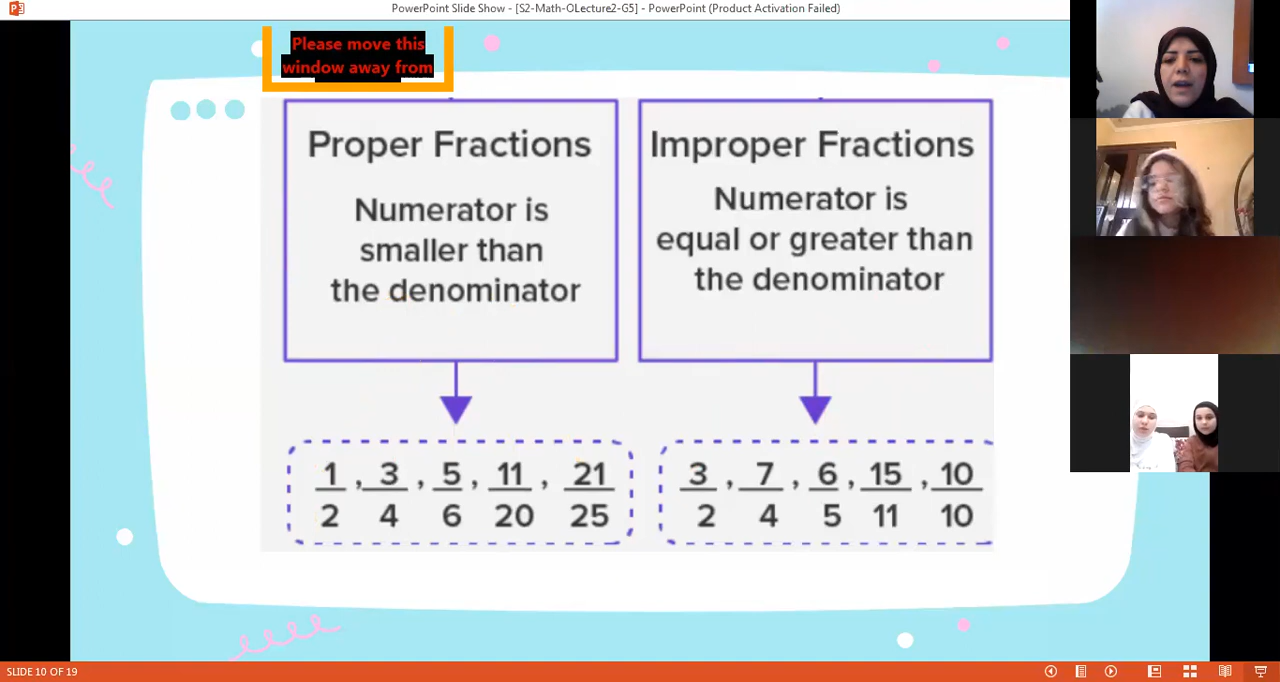 PowerPoint Slide Show - [S2-Math-OLecture2-G5] - PowerPoint (Product Activation Failed)
Please move this
window away from
Proper Fractions
Numerator is
smaller than
the denominator
Improper Fractions
Numerator is
equal or greater than
the denominator
1/2, 3/4, 5/6, 11/20, 21/25
3/2, 7/4, 6/5, 15/11, 10/10
SLIDE 10 OF 19